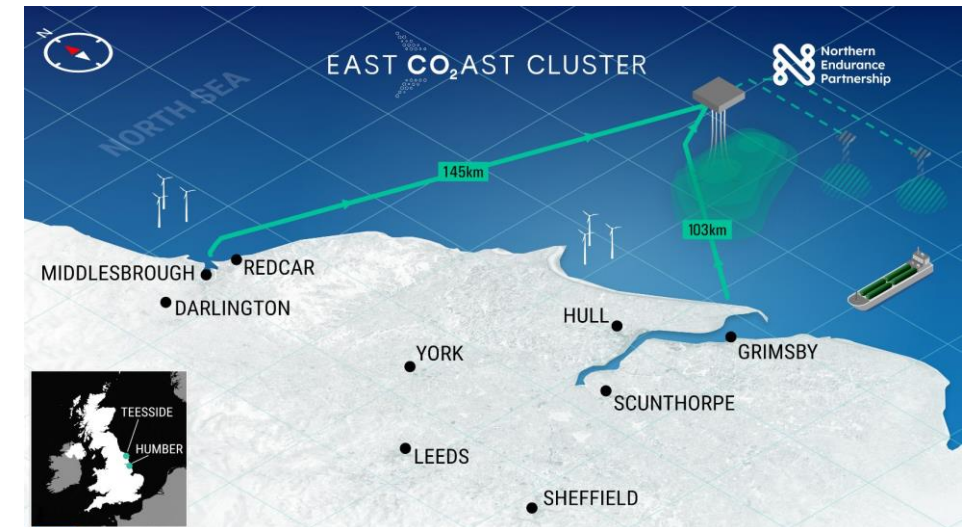 N
EAST CO₂AST CLUSTER
Northern
Endurance
Partnership
NORTH SEA
145km
103km
MIDDLESBROUGH
REDCAR
DARLINGTON
HULL
GRIMSBY
YORK
SCUNTHORPE
LEEDS
SHEFFIELD
TEESSIDE
HUMBER